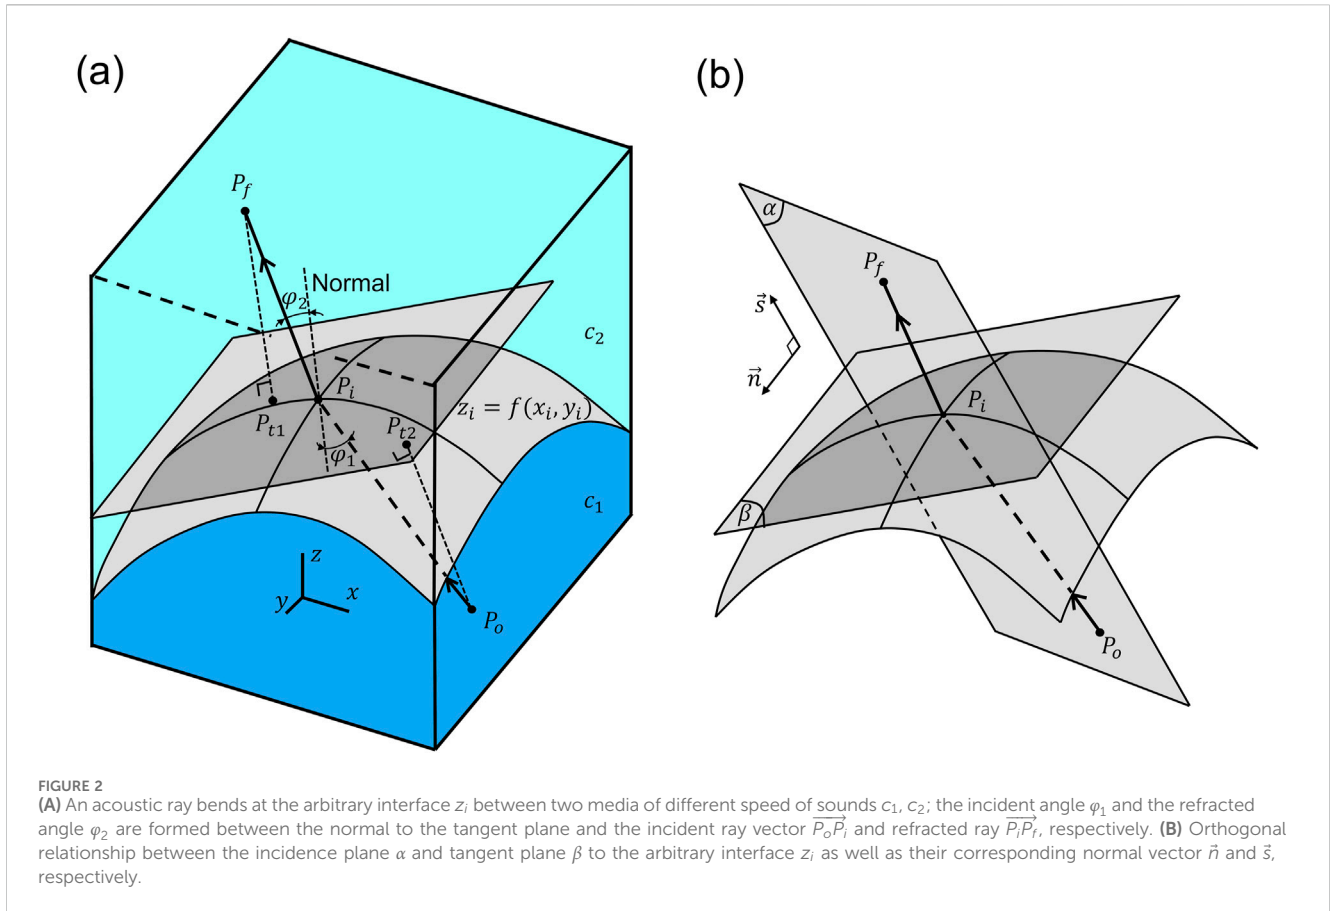 (a)
(b)
P_f
Normal
φ_2
c_2
P_i
z_i = f(x_i, y_i)
P_t1
P_t2
φ_1
c_1
z
y
x
P_o
α
P_f
s⃗
n⃗
P_i
β
P_o
FIGURE 2
(A) An acoustic ray bends at the arbitrary interface z_i between two media of different speed of sounds c_1, c_2; the incident angle φ_1 and the refracted
angle φ_2 are formed between the normal to the tangent plane and the incident ray vector \overrightarrow{P_oP_i} and refracted ray \overrightarrow{P_iP_f}, respectively. (B) Orthogonal
relationship between the incidence plane α and tangent plane β to the arbitrary interface z_i as well as their corresponding normal vector n⃗ and s⃗,
respectively.